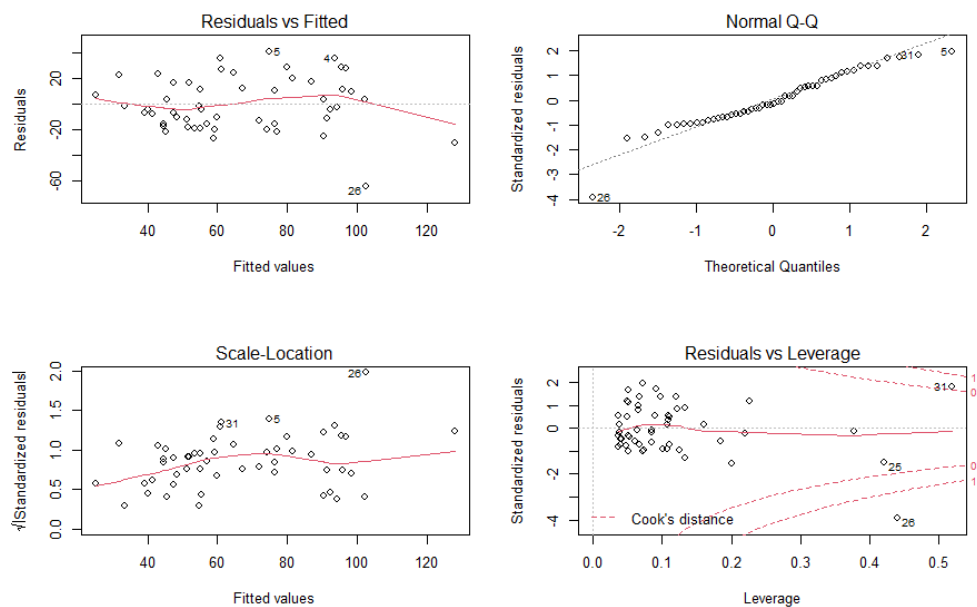 Residuals vs Fitted
Residuals
20
-20
-60
5
4
26
40 60 80 100 120
Fitted values
Normal Q-Q
Standardized residuals
2
1
0
-1
-2
-3
-4
31
5
26
-2 -1 0 1 2
Theoretical Quantiles
Scale-Location
√|Standardized residuals|
2.0
1.5
1.0
0.5
0.0
26
31
5
40 60 80 100 120
Fitted values
Residuals vs Leverage
Standardized residuals
2
0
-2
-4
31
25
26
1
0
0
1
Cook's distance
0.0 0.1 0.2 0.3 0.4 0.5
Leverage